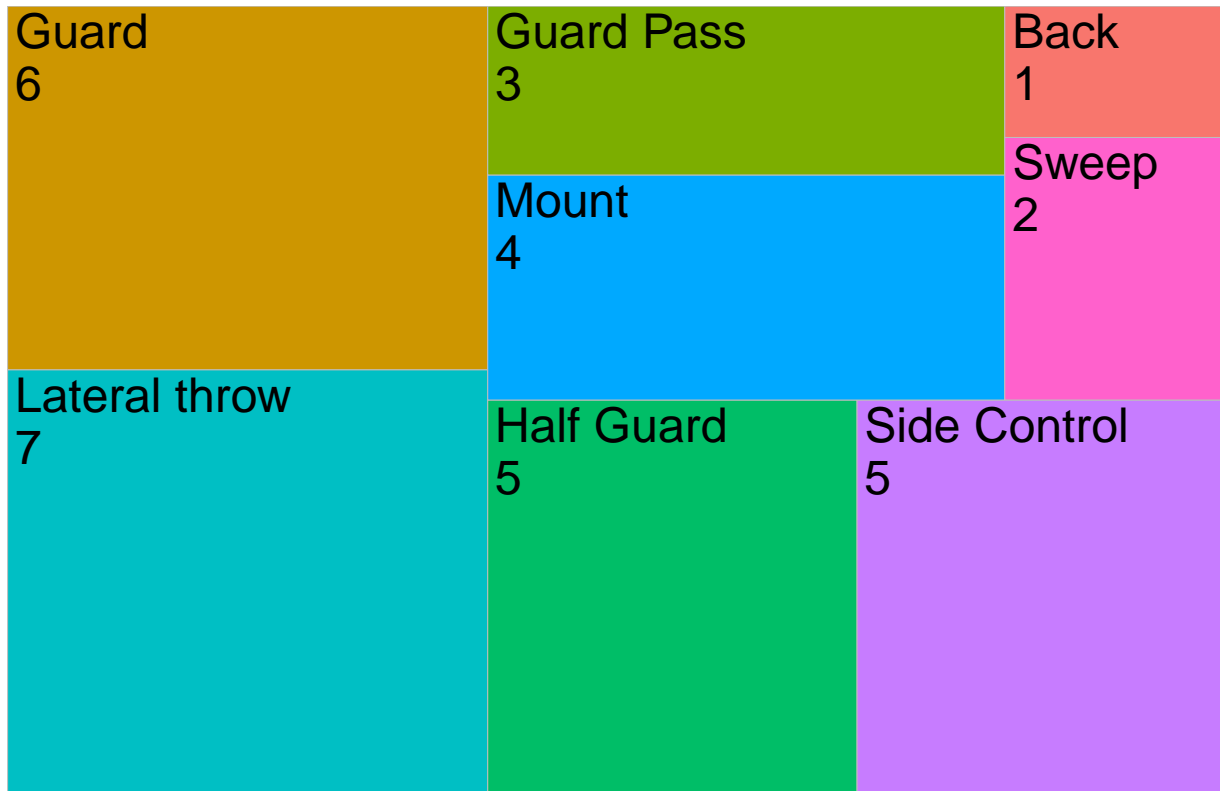 Guard
6
Guard Pass
3
Back
1
Sweep
2
Mount
4
Lateral throw
7
Half Guard
5
Side Control
5